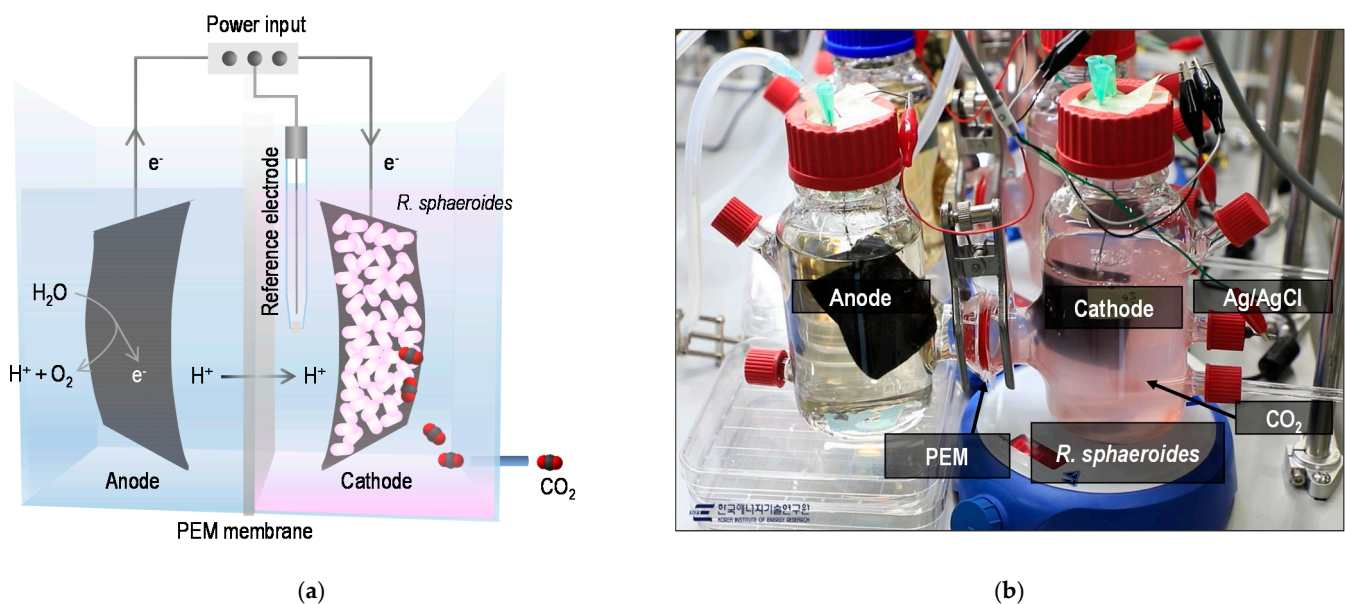 Power input
e-
e-
Reference electrode
R. sphaeroides
H₂O
H⁺ + O₂
e-
H⁺
H⁺
Anode
Cathode
CO₂
PEM membrane
(a)
Anode
Cathode
Ag/AgCl
CO₂
PEM
R. sphaeroides
한국에너지기술연구원
KOREA INSTITUTE OF ENERGY RESEARCH
(b)